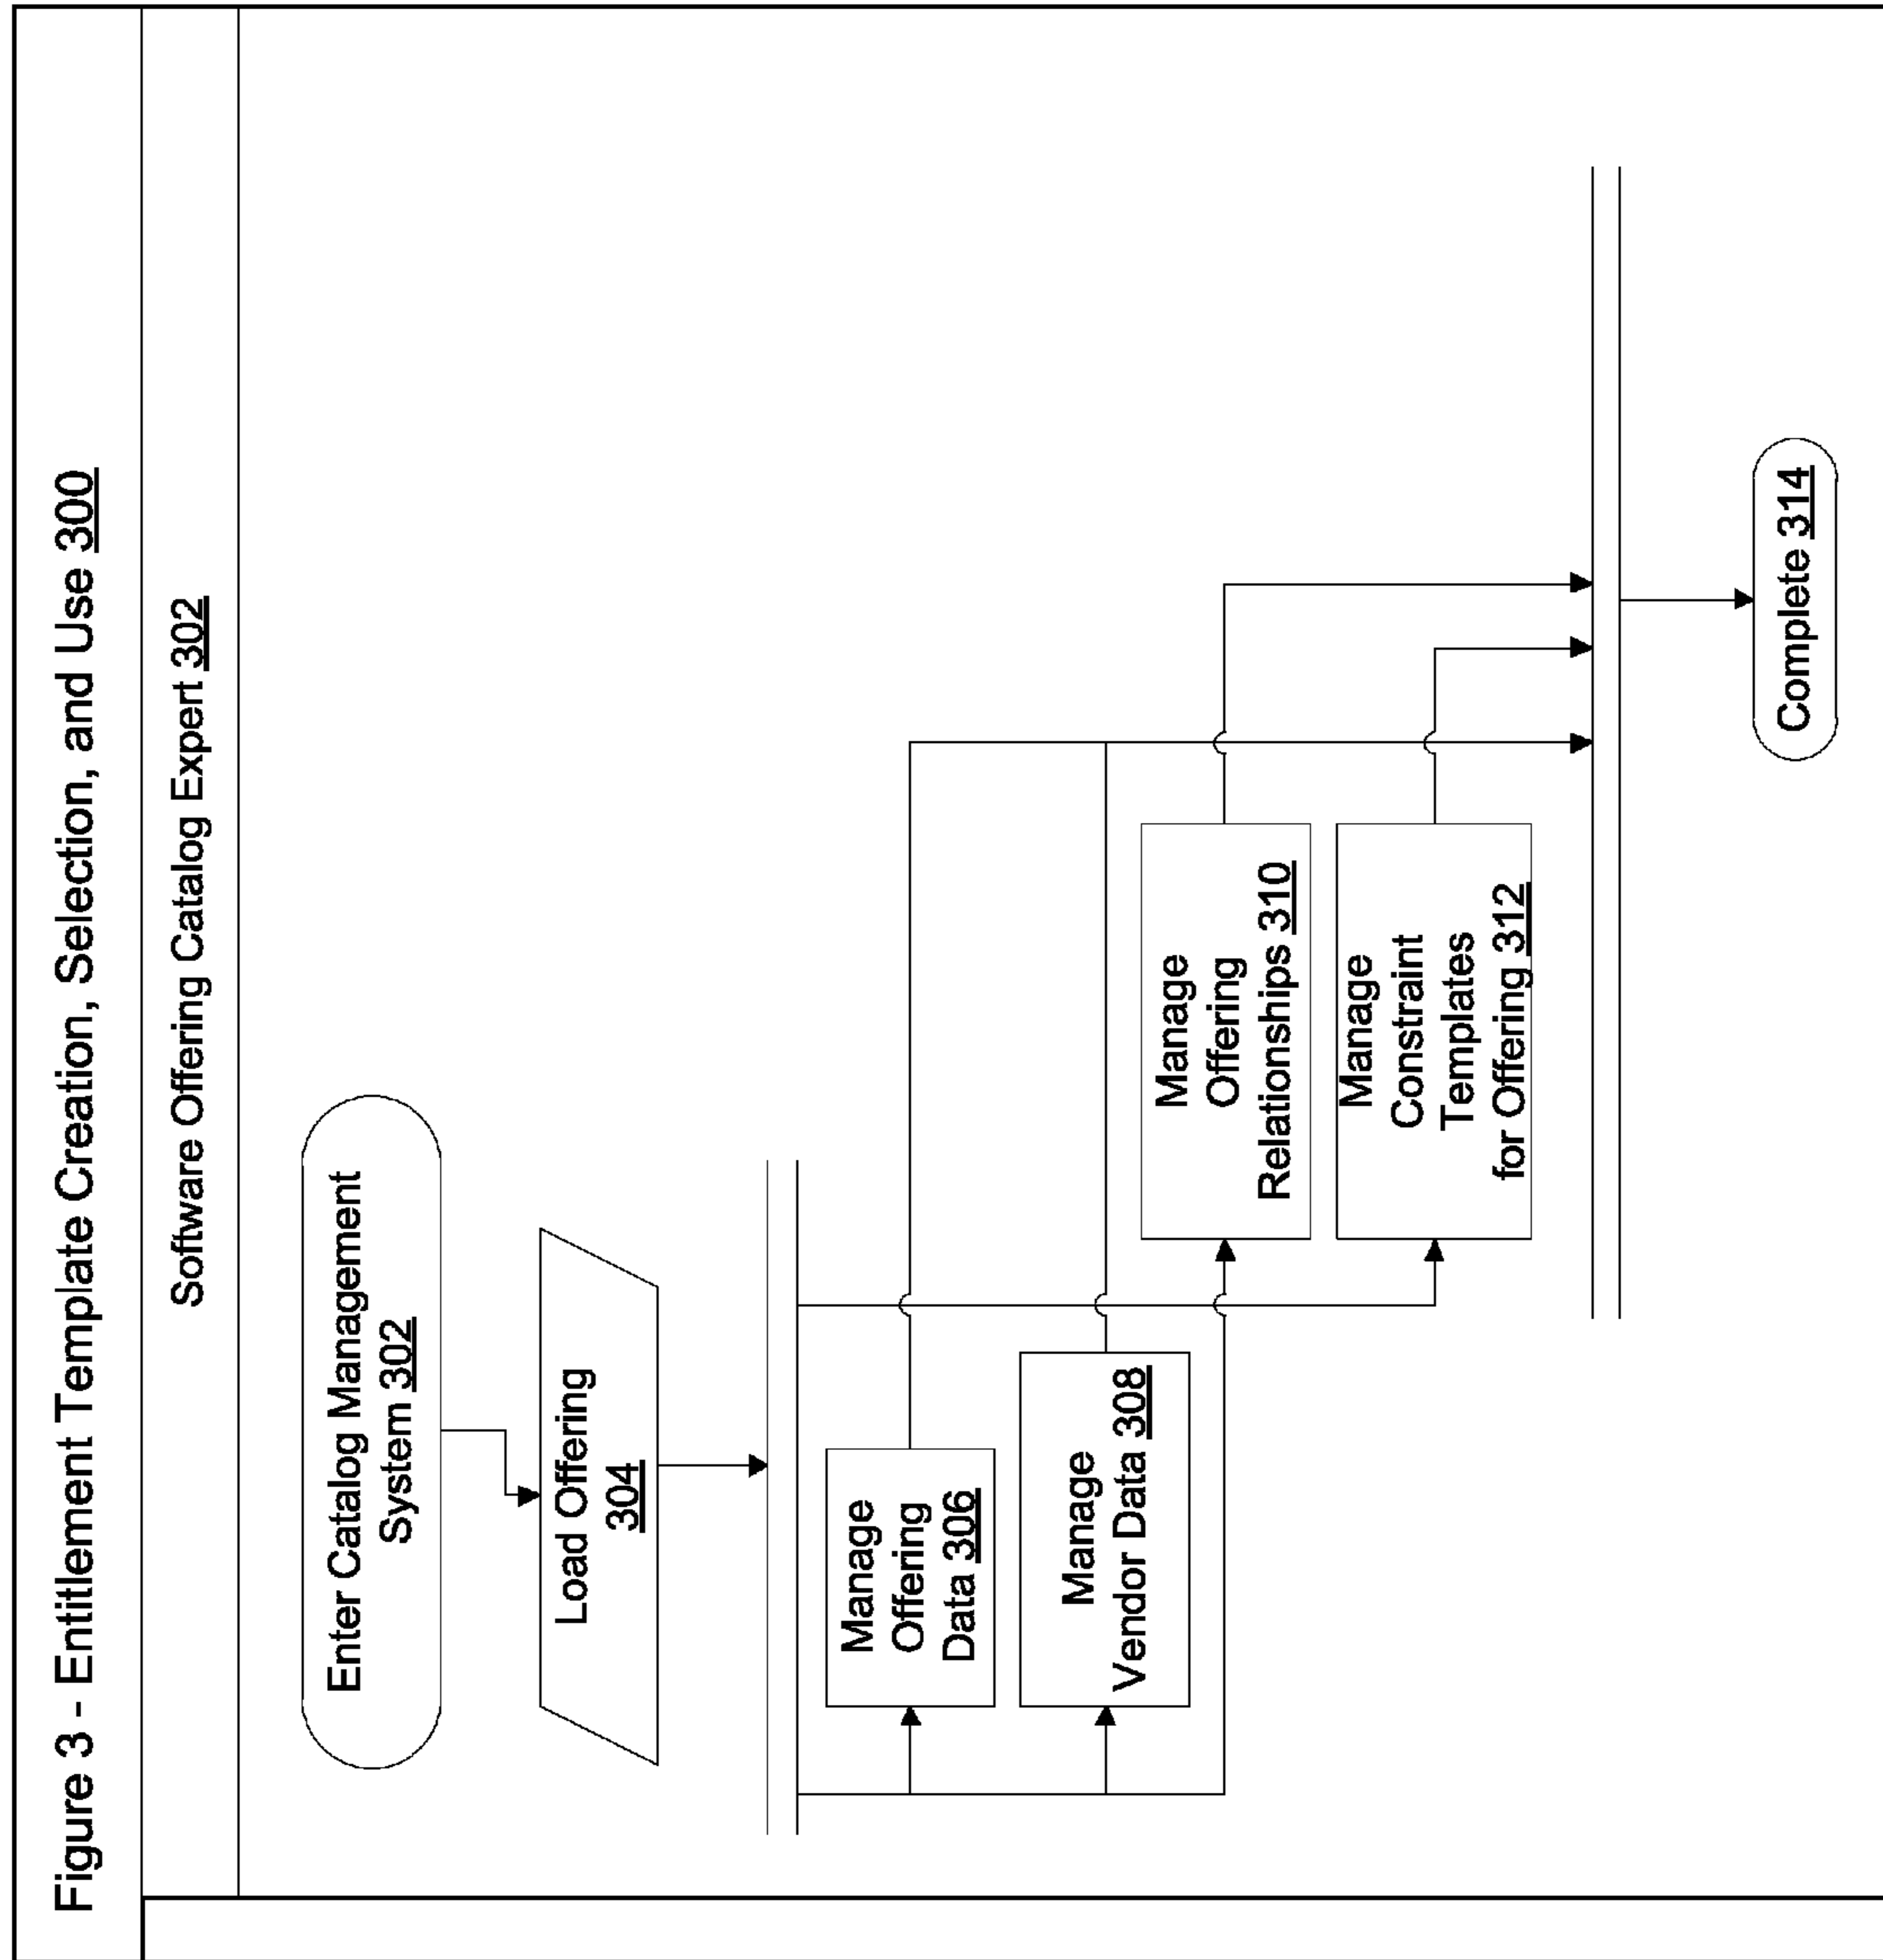 Figure 3 - Entitlement Template Creation, Selection, and Use 300
Software Offering Catalog Expert 302
Enter Catalog Management
System 302
Load Offering
304
Manage
Offering
Data 306
Manage
Vendor Data 308
Manage
Offering
Relationships 310
Manage
Constraint
Templates
for Offering 312
Complete 314